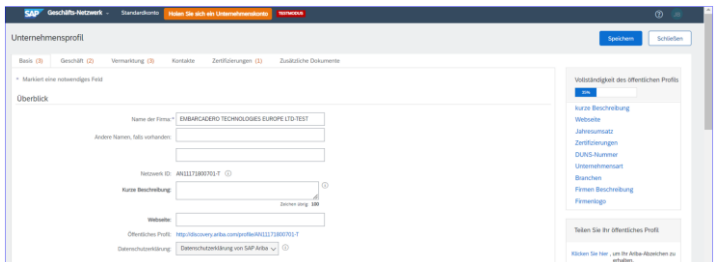 SAP Geschäfts-Netzwerk Standardkonto Holen Sie sich ein Unternehmenskonto TESTMODUS
Unternehmensprofil
Speichern Schließen
Basis (3) Geschäft (2) Vermarktung (3) Kontakte Zertifizierungen (1) Zusätzliche Dokumente
* Markiert eine notwendiges Feld
Überblick
Name der Firma:* EMBARCADERO TECHNOLOGIES EUROPE LTD-TEST
Andere Namen, falls vorhanden:
Netzwerk ID: AN11171800701-T
Kurze Beschreibung:
Zeichen übrig 100
Webseite:
Öffentliches Profil: http://discovery.ariba.com/profile/AN11171800701-T
Datenschutzerklärung: Datenschutzerklärung von SAP Ariba
Vollständigkeit des öffentlichen Profils
35%
kurze Beschreibung
Webseite
Jahresumsatz
Zertifizierungen
DUNS-Nummer
Unternehmensart
Branchen
Firmen Beschreibung
Firmenlogo
Teilen Sie Ihr öffentliches Profil
Klicken Sie hier , um Ihr Ariba-Abzeichen zu
erhalten.